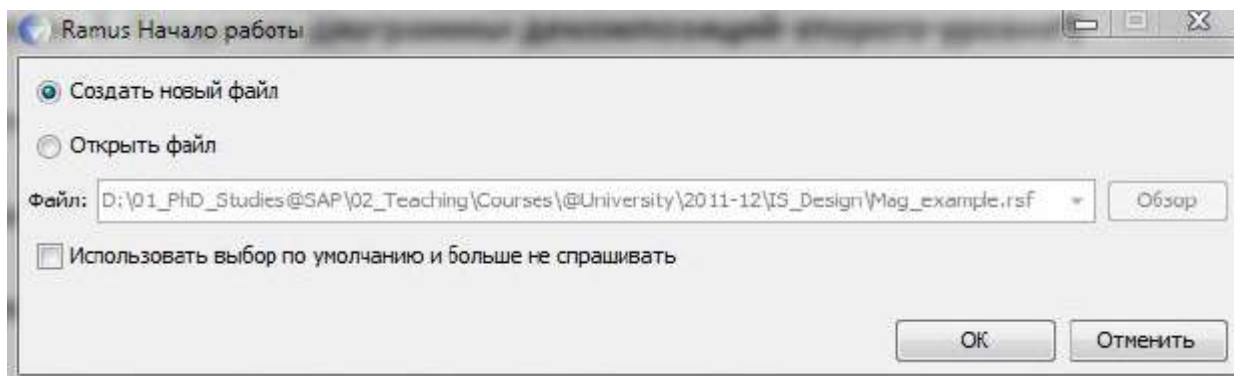 Ramus Начало работы
Создать новый файл
Открыть файл
Файл: D:\01_PhD_Studies@SAP\02_Teaching\Courses\@University\2011-12\IS_Design\Mag_example.rsf Обзор
Использовать выбор по умолчанию и больше не спрашивать
OK Отменить